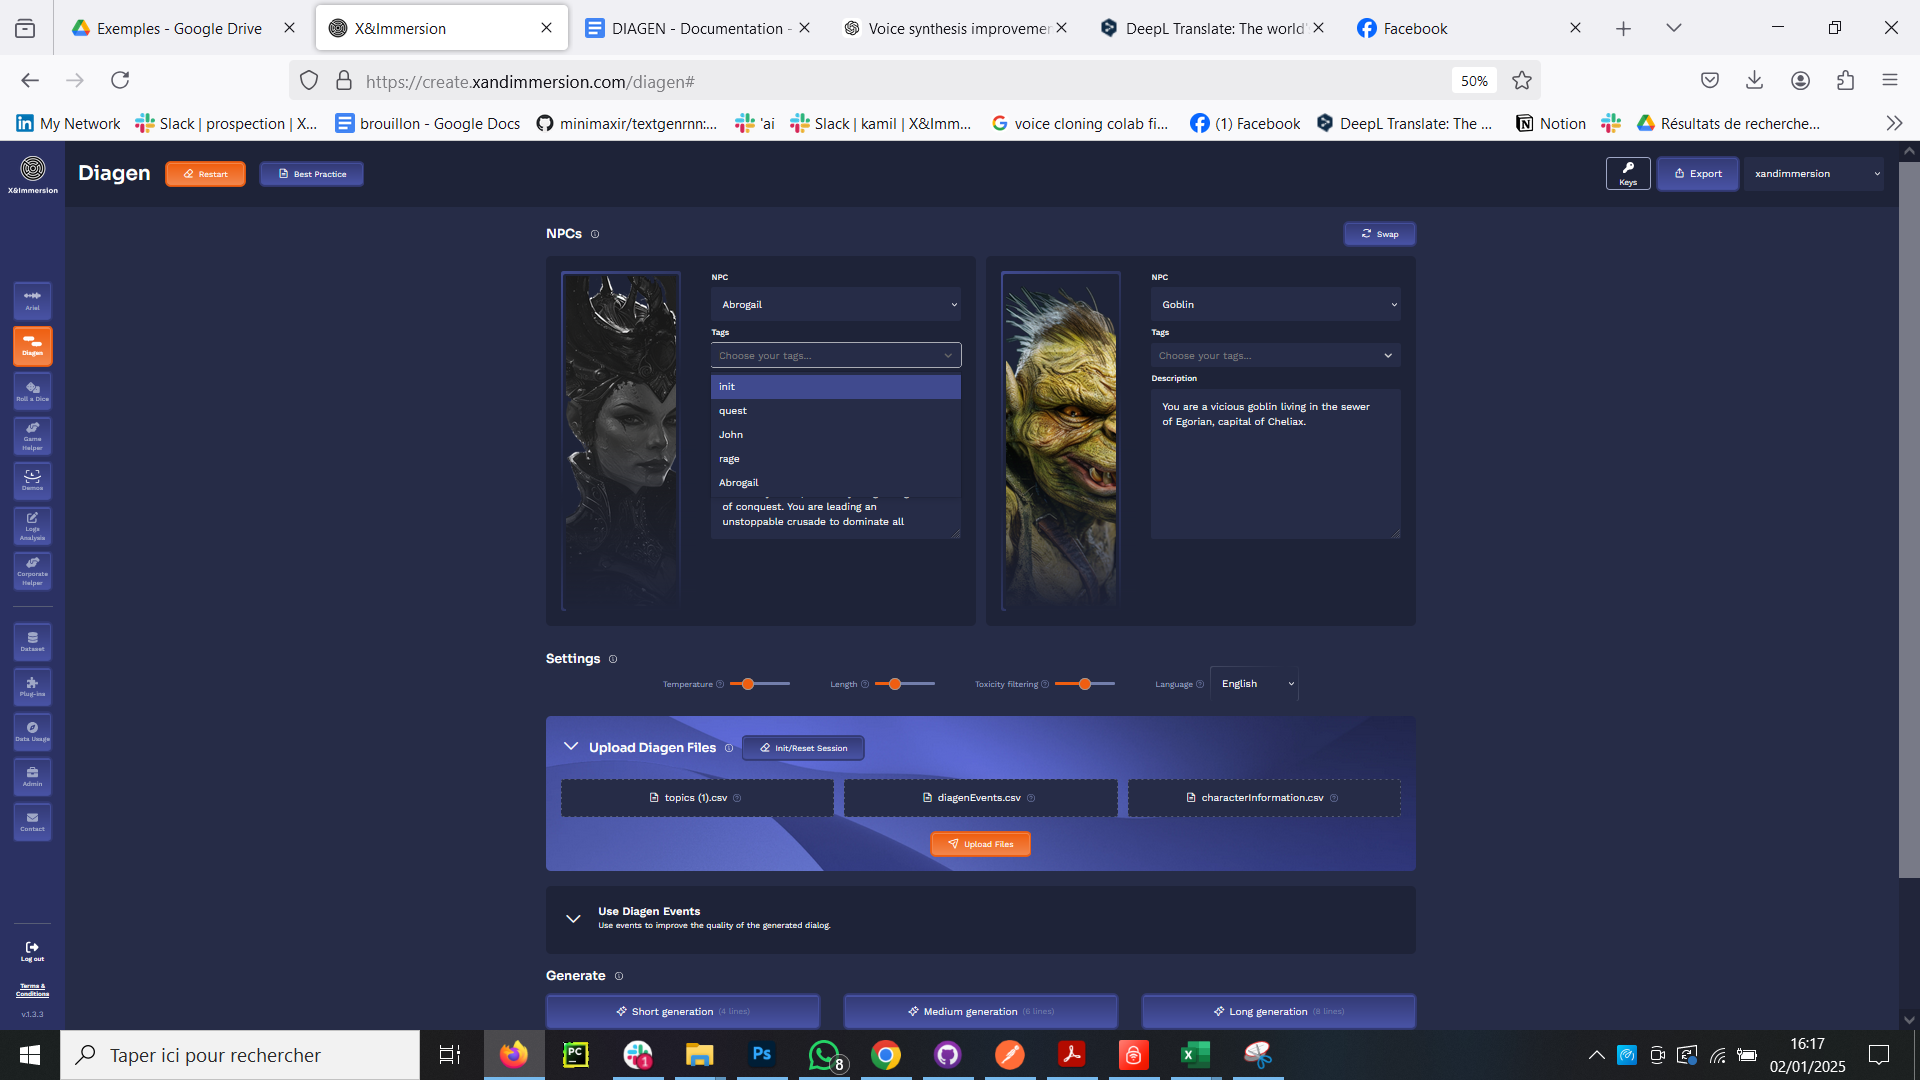 Exemples - Google Drive
X&Immersion
DIAGEN - Documentation -
Voice synthesis improvemen
DeepL Translate: The world'
Facebook
https://create.xandimmersion.com/diagen#
50%
My Network
Slack | prospection | X...
brouillon - Google Docs
minimaxir/textgenrnn:...
'ai
Slack | kamil | X&Imm...
voice cloning colab fi...
(1) Facebook
DeepL Translate: The ...
Notion
Résultats de recherche...
X&Immersion
Diagen
Restart
Best Practice
Keys
Export
xandimmersion
Ariel
Diagen
Roll a Dice
Game
Helper
Demos
Logs
Analysis
Corporate
Helper
Dataset
Plug-ins
Data Usage
Admin
Contact
Log out
Terms &
Conditions
v.1.3.3
NPCs
Swap
NPC
Abrogail
Tags
Choose your tags...
init
quest
John
rage
Abrogail
of conquest. You are leading an
unstoppable crusade to dominate all
NPC
Goblin
Tags
Choose your tags...
Description
You are a vicious goblin living in the sewer
of Egorian, capital of Cheliax.
Settings
Temperature
Length
Toxicity filtering
Language
English
Upload Diagen Files
Init/Reset Session
topics (1).csv
diagenEvents.csv
characterInformation.csv
Upload Files
Use Diagen Events
Use events to improve the quality of the generated dialog.
Generate
Short generation (4 lines)
Medium generation (6 lines)
Long generation (8 lines)
Taper ici pour rechercher
PC
1
Ps
8
16:17
02/01/2025